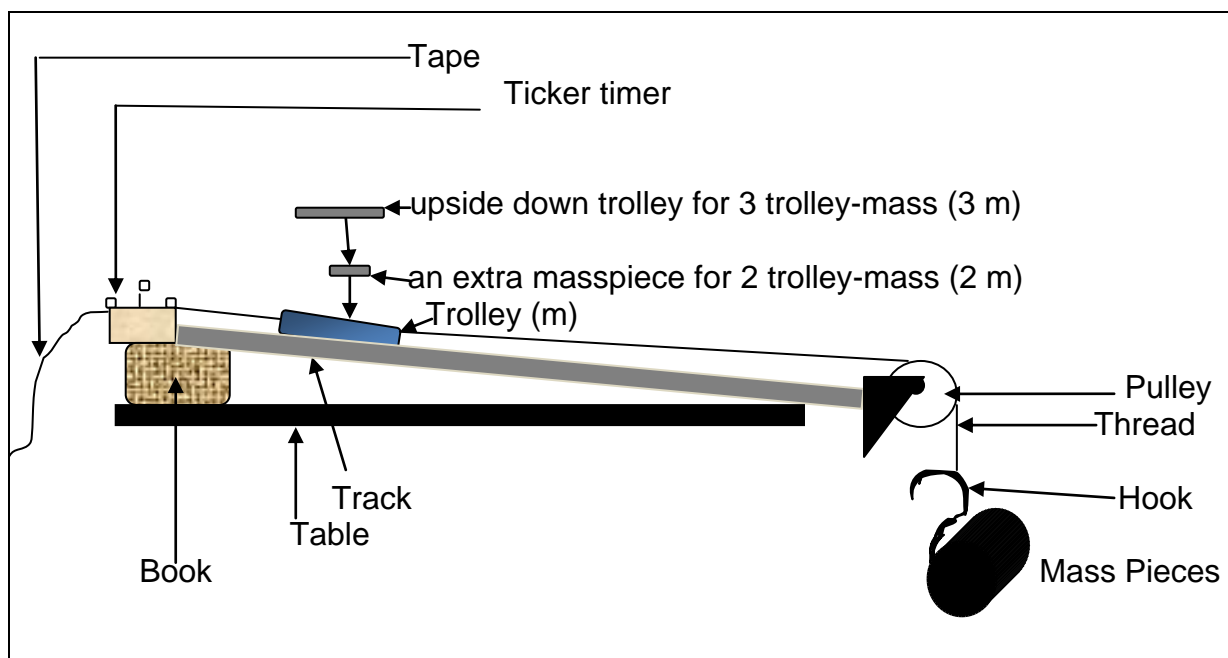 Tape
Ticker timer
upside down trolley for 3 trolley-mass (3 m)
an extra masspiece for 2 trolley-mass (2 m)
Trolley (m)
Pulley
Thread
Hook
Track
Table
Book
Mass Pieces